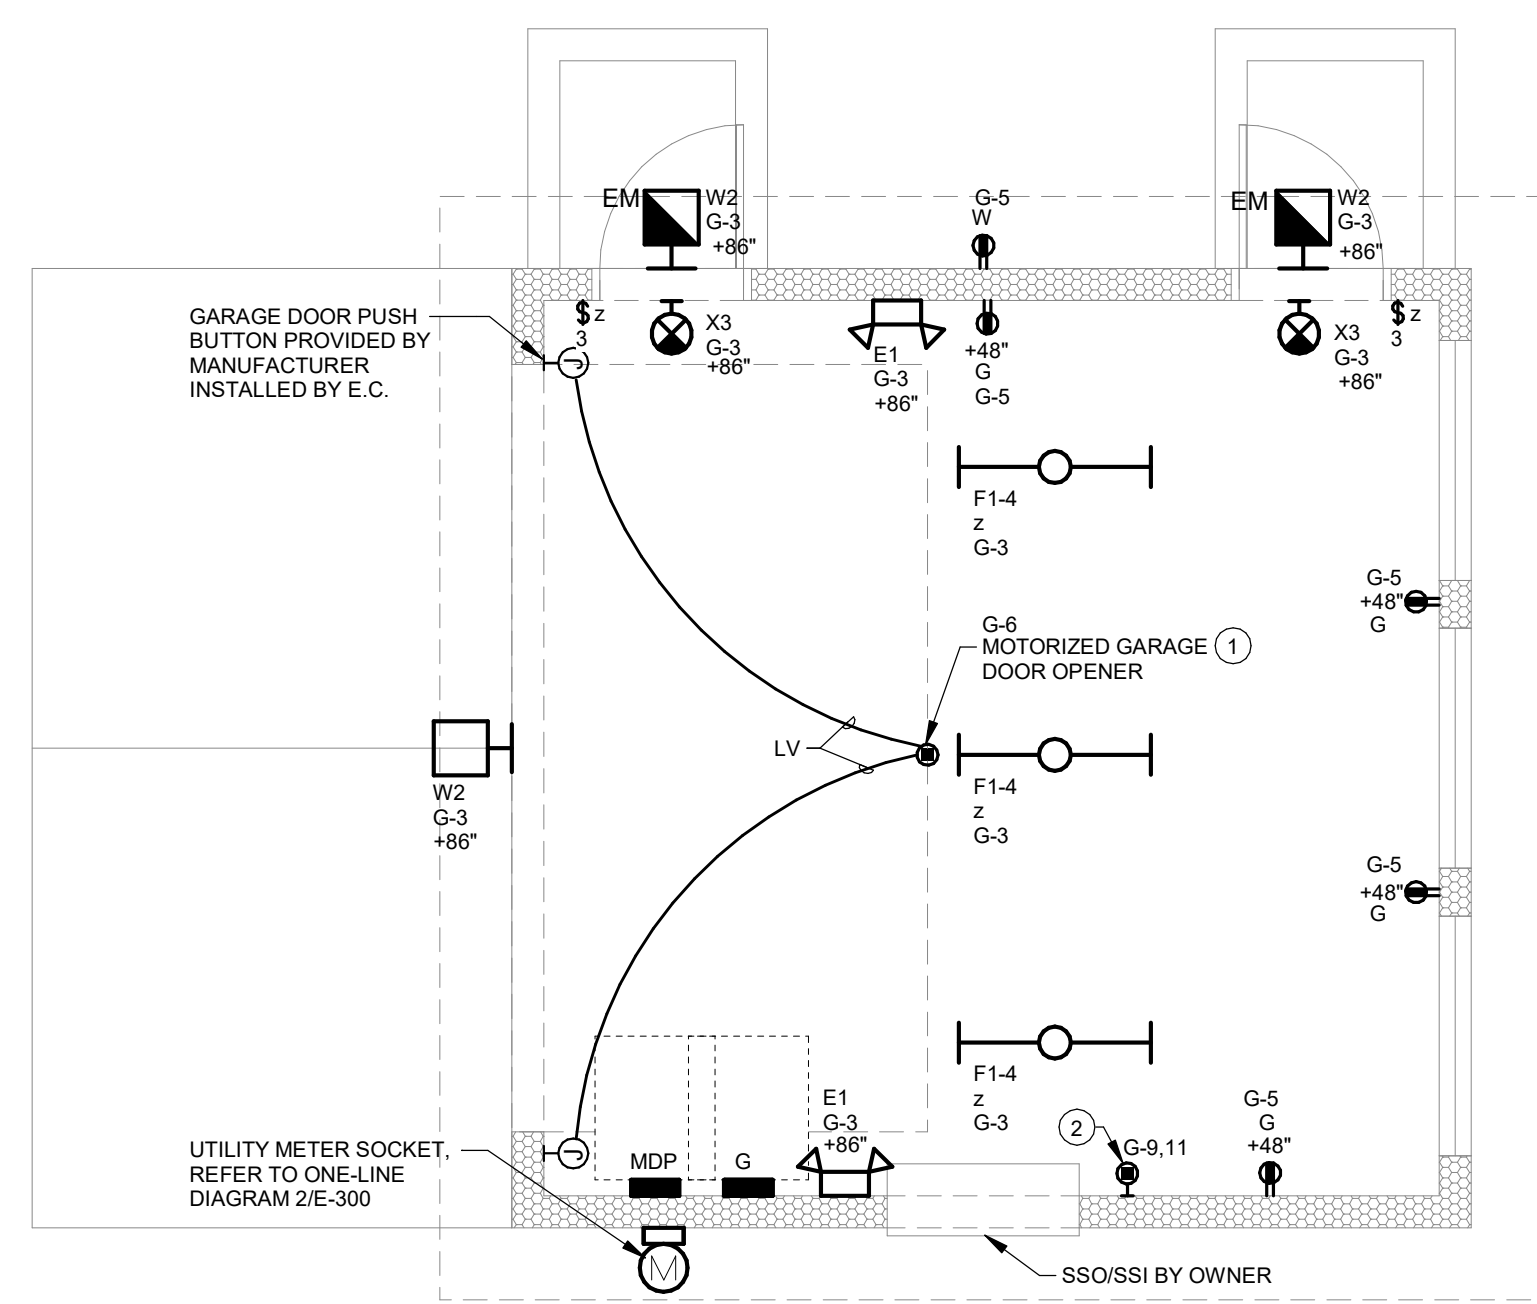 EM
W2
G-3
+86"
G-5
W
EM
W2
G-3
+86"
GARAGE DOOR PUSH
BUTTON PROVIDED BY
MANUFACTURER
INSTALLED BY E.C.
$ z
3
J
X3
G-3
+86"
E1
G-3
+86"
+48"
G
G-5
X3
G-3
+86"
$ z
3
F1-4
z
G-3
G-5
+48"
G
G-6
MOTORIZED GARAGE
DOOR OPENER
1
LV
W2
G-3
+86"
F1-4
z
G-3
G-5
+48"
G
F1-4
z
G-3
E1
G-3
+86"
2
G-9,11
G-5
G
+48"
UTILITY METER SOCKET,
REFER TO ONE-LINE
DIAGRAM 2/E-300
J
MDP
G
M
SSO/SSI BY OWNER